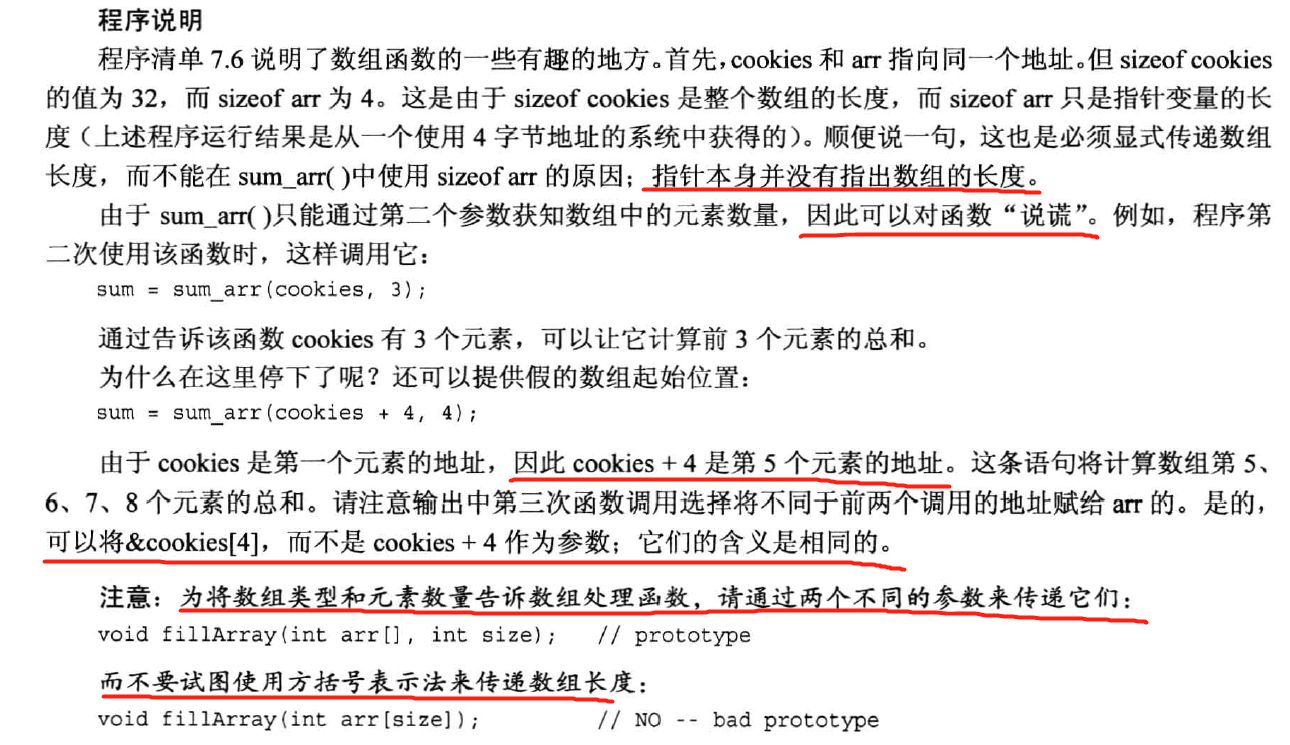 程序说明
程序清单 7.6 说明了数组函数的一些有趣的地方。首先，cookies 和 arr 指向同一个地址。但 sizeof cookies
的值为 32，而 sizeof arr 为 4。这是由于 sizeof cookies 是整个数组的长度，而 sizeof arr 只是指针变量的长
度（上述程序运行结果是从一个使用 4 字节地址的系统中获得的）。顺便说一句，这也是必须显式传递数组
长度，而不能在 sum_arr( )中使用 sizeof arr 的原因；指针本身并没有指出数组的长度。
由于 sum_arr( )只能通过第二个参数获知数组中的元素数量，因此可以对函数“说谎”。例如，程序第
二次使用该函数时，这样调用它：
sum = sum_arr(cookies, 3);
通过告诉该函数 cookies 有 3 个元素，可以让它计算前 3 个元素的总和。
为什么在这里停下了呢？还可以提供假的数组起始位置：
sum = sum_arr(cookies + 4, 4);
由于 cookies 是第一个元素的地址，因此 cookies + 4 是第 5 个元素的地址。这条语句将计算数组第 5、
6、7、8 个元素的总和。请注意输出中第三次函数调用选择将不同于前两个调用的地址赋给 arr 的。是的，
可以将&cookies[4]，而不是 cookies + 4 作为参数；它们的含义是相同的。
注意：为将数组类型和元素数量告诉数组处理函数，请通过两个不同的参数来传递它们：
void fillArray(int arr[], int size); // prototype
而不要试图使用方括号表示法来传递数组长度：
void fillArray(int arr[size]); // NO -- bad prototype